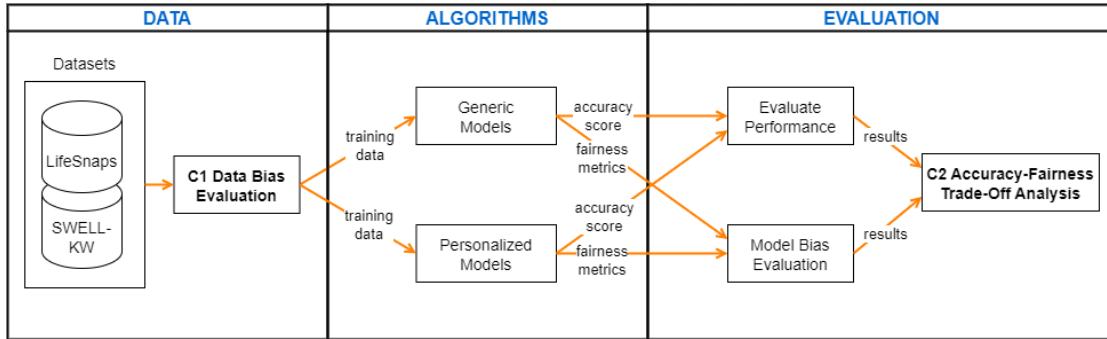 DATA
ALGORITHMS
EVALUATION
Datasets
LifeSnaps
SWELL-
KW
C1 Data Bias
Evaluation
training
data
training
data
Generic
Models
Personalized
Models
accuracy
score
fairness
metrics
accuracy
score
fairness
metrics
Evaluate
Performance
Model Bias
Evaluation
results
results
C2 Accuracy-Fairness
Trade-Off Analysis